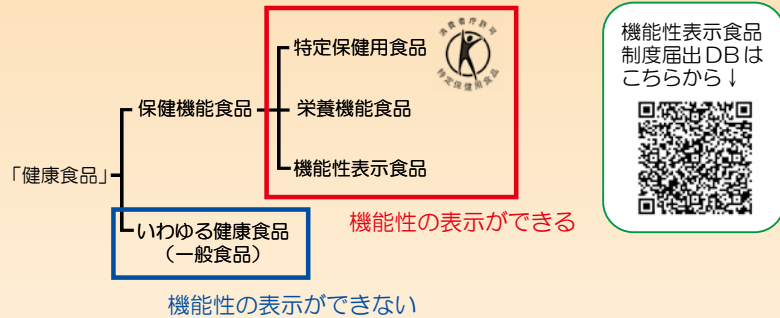 消費者庁許可
特定保健用食品
特定保健用食品
栄養機能食品
機能性表示食品
保健機能食品
「健康食品」
いわゆる健康食品
（一般食品）
機能性の表示ができる
機能性の表示ができない
機能性表示食品
制度届出DBは
こちらから↓